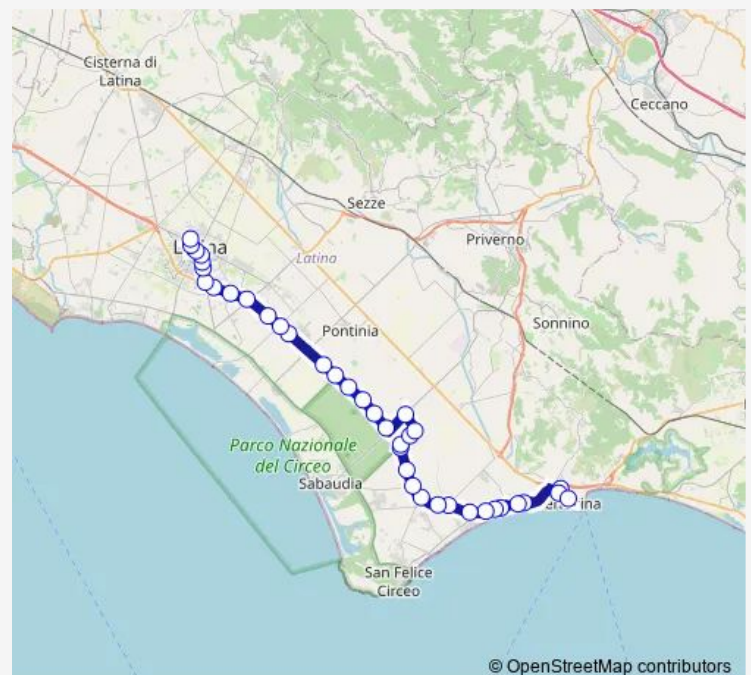 Cisterna di
Latina
Ceccano
Sezze
Priverno
Latina
Sonnino
Pontinia
Parco Nazionale
del Circeo
Sabaudia
San Felice
Circeo
© OpenStreetMap contributors